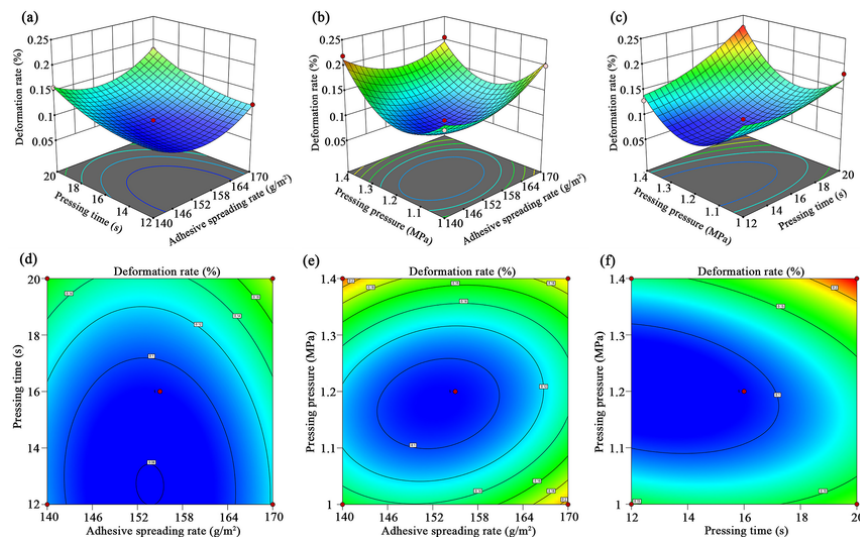 (a)
(b)
(c)
Deformation rate (%)
0.25
0.2
0.15
0.1
0.05
20
18
16
14
12
Pressing time (s)
140
146
152
158
164
170
Adhesive spreading rate (g/m²)
Deformation rate (%)
0.25
0.2
0.15
0.1
0.05
1.4
1.3
1.2
1.1
1
Pressing pressure (MPa)
140
146
152
158
164
170
Adhesive spreading rate (g/m²)
Deformation rate (%)
0.25
0.2
0.15
0.1
0.05
1.4
1.3
1.2
1.1
1
Pressing pressure (MPa)
12
14
16
18
20
Pressing time (s)
(d)
Deformation rate (%)
20
18
16
14
12
Pressing time (s)
140 146 152 158 164 170
Adhesive spreading rate (g/m²)
(e)
Deformation rate (%)
1.4
1.3
1.2
1.1
1
Pressing pressure (MPa)
140 146 152 158 164 170
Adhesive spreading rate (g/m²)
(f)
Deformation rate (%)
1.4
1.3
1.2
1.1
1
Pressing pressure (MPa)
12 14 16 18 20
Pressing time (s)